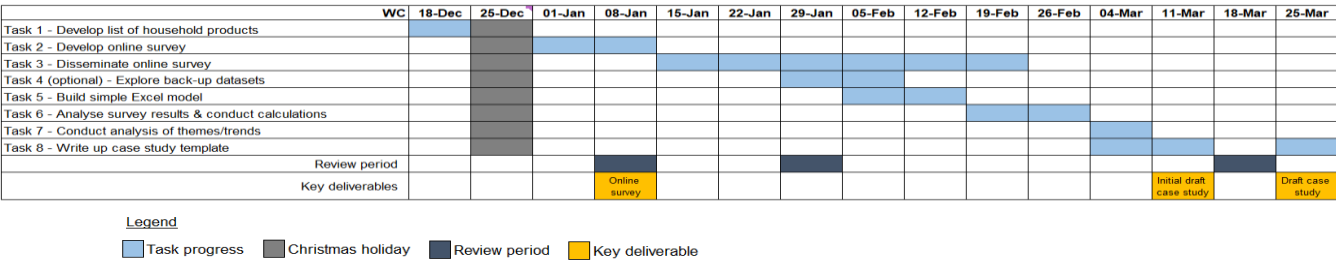 WC 18-Dec 25-Dec 01-Jan 08-Jan 15-Jan 22-Jan 29-Jan 05-Feb 12-Feb 19-Feb 26-Feb 04-Mar 11-Mar 18-Mar 25-Mar
Task 1 - Develop list of household products
Task 2 - Develop online survey
Task 3 - Disseminate online survey
Task 4 (optional) - Explore back-up datasets
Task 5 - Build simple Excel model
Task 6 - Analyse survey results & conduct calculations
Task 7 - Conduct analysis of themes/trends
Task 8 - Write up case study template
Review period
Key deliverables
Online
survey
Initial draft
case study
Draft case
study
Legend
Task progress Christmas holiday Review period Key deliverable